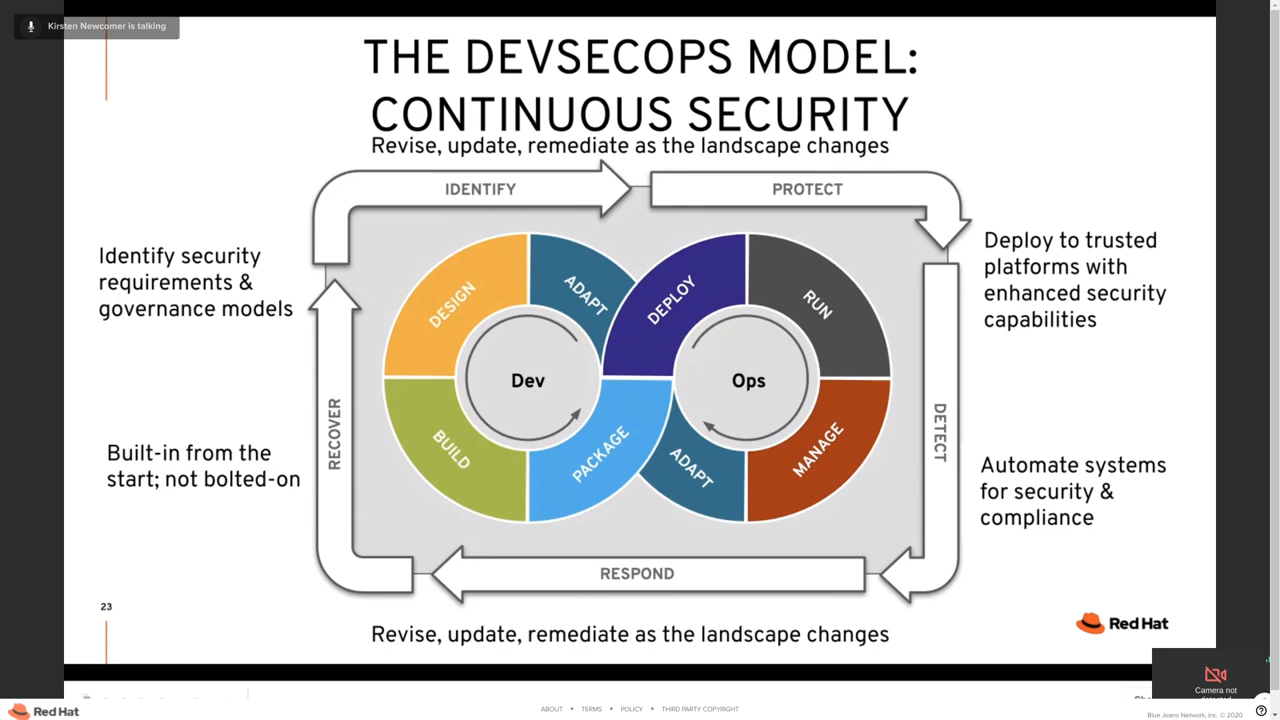 Kirsten Newcomer is talking
THE DEVSECOPS MODEL:
CONTINUOUS SECURITY
Revise, update, remediate as the landscape changes
IDENTIFY
PROTECT
Identify security
requirements &
governance models
Deploy to trusted
platforms with
enhanced security
capabilities
DESIGN
ADAPT
DEPLOY
RUN
Dev
Ops
BUILD
PACKAGE
ADAPT
MANAGE
RECOVER
DETECT
Built-in from the
start; not bolted-on
Automate systems
for security &
compliance
RESPOND
23
Revise, update, remediate as the landscape changes
Red Hat
Camera not
Red Hat
ABOUT • TERMS • POLICY • THIRD PARTY COPYRIGHT
Blue Jeans Network, Inc. © 2020